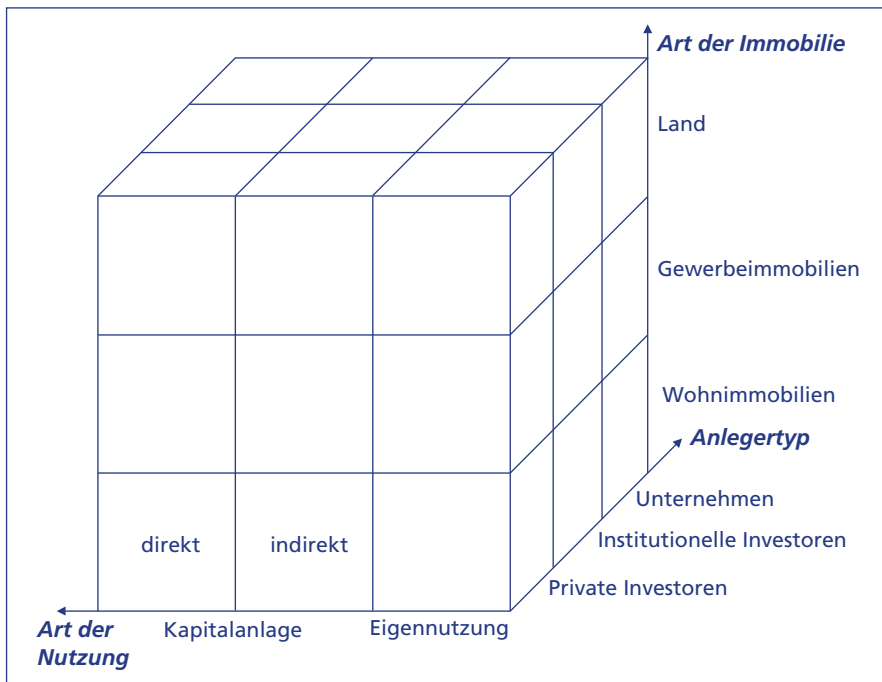 Art der Immobilie
Land
Gewerbeimmobilien
Wohnimmobilien
Anlegertyp
Unternehmen
direkt
indirekt
Institutionelle Investoren
Private Investoren
Art der
Nutzung
Kapitalanlage
Eigennutzung